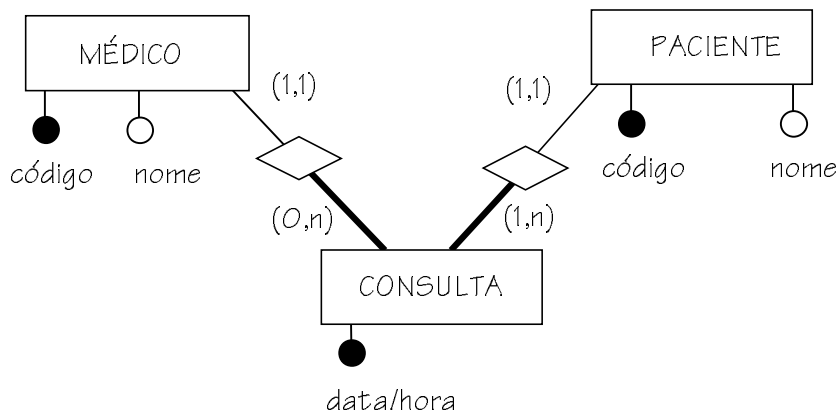 MÉDICO
PACIENTE
(1,1)
(1,1)
código
nome
código
nome
(0,n)
(1,n)
CONSULTA
data/hora